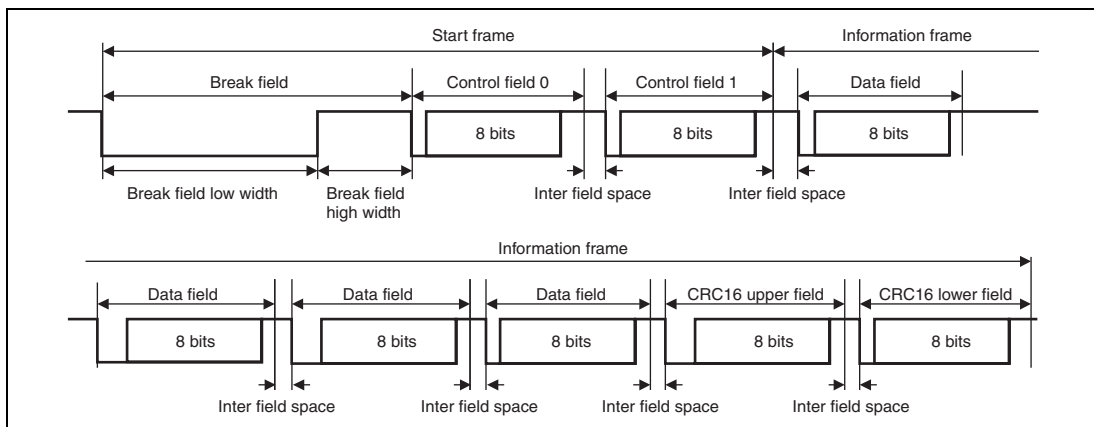 Start frame
Information frame
Break field
Control field 0
Control field 1
Data field
8 bits
8 bits
8 bits
Break field low width
Break field
high width
Inter field space
Inter field space
Information frame
Data field
Data field
Data field
CRC16 upper field
CRC16 lower field
8 bits
8 bits
8 bits
8 bits
8 bits
Inter field space
Inter field space
Inter field space
Inter field space